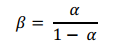 β = α / (1 − α)